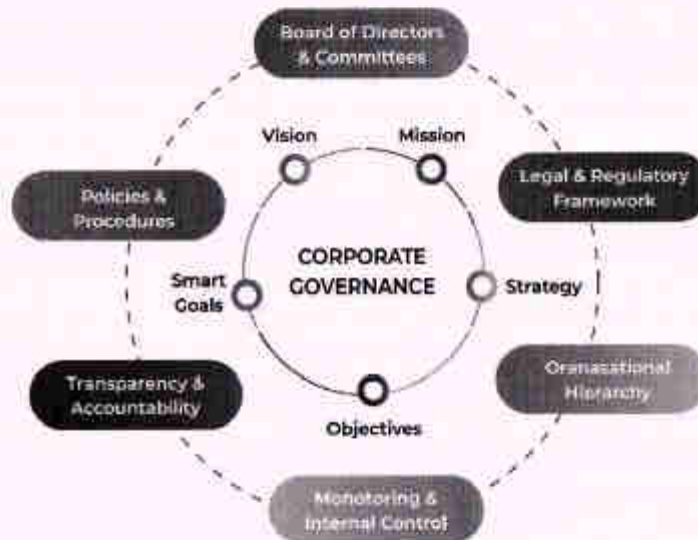 Board of Directors
& Committees
Vision
Mission
Legal & Regulatory
Framework
Policies &
Procedures
CORPORATE
GOVERNANCE
Smart
Goals
Strategy
Transparency &
Accountability
Oranasational
Hierarchy
Objectives
Monotoring &
Internal Control